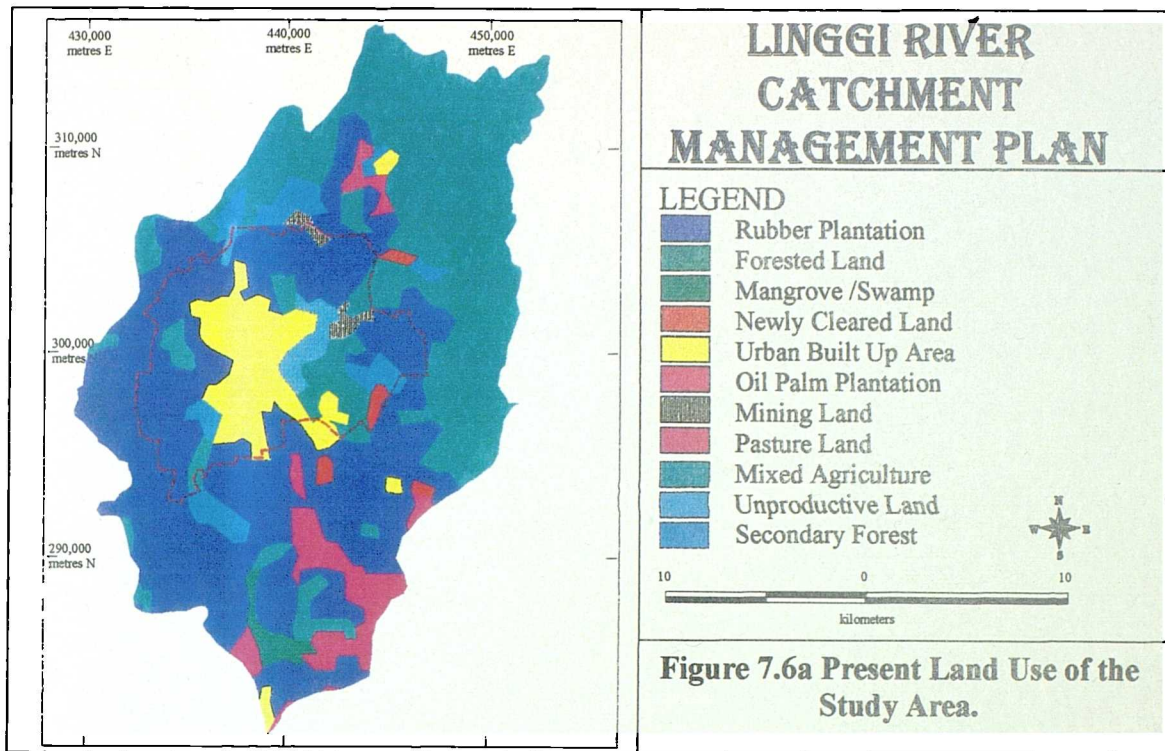 430,000
metres E
440,000
metres E
450,000
metres E
310,000
metres N
300,000
metres
290,000
metres N
LINGGI RIVER
CATCHMENT
MANAGEMENT PLAN
LEGEND
Rubber Plantation
Forested Land
Mangrove /Swamp
Newly Cleared Land
Urban Built Up Area
Oil Palm Plantation
Mining Land
Pasture Land
Mixed Agriculture
Unproductive Land
Secondary Forest
N
W E
S
10 0 10
kilometers
Figure 7.6a Present Land Use of the
Study Area.